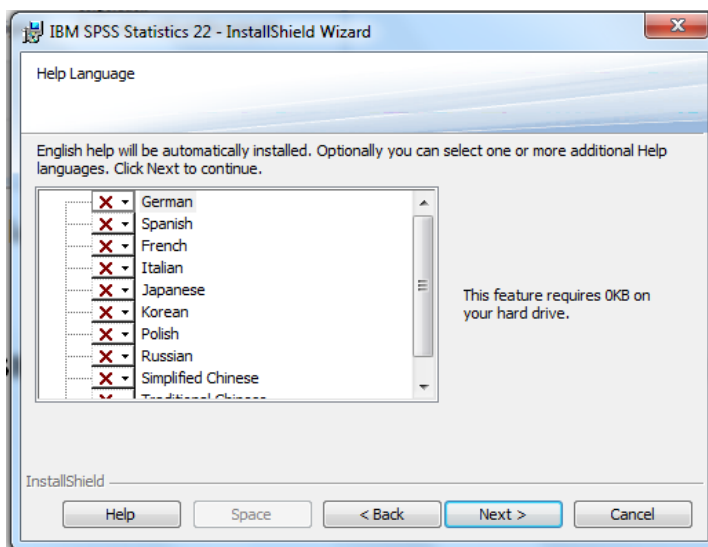 IBM SPSS Statistics 22 - InstallShield Wizard
Help Language
English help will be automatically installed. Optionally you can select one or more additional Help
languages. Click Next to continue.
German
Spanish
French
Italian
Japanese
Korean
Polish
Russian
Simplified Chinese
Traditional Chinese
This feature requires 0KB on
your hard drive.
InstallShield
Help
Space
< Back
Next >
Cancel